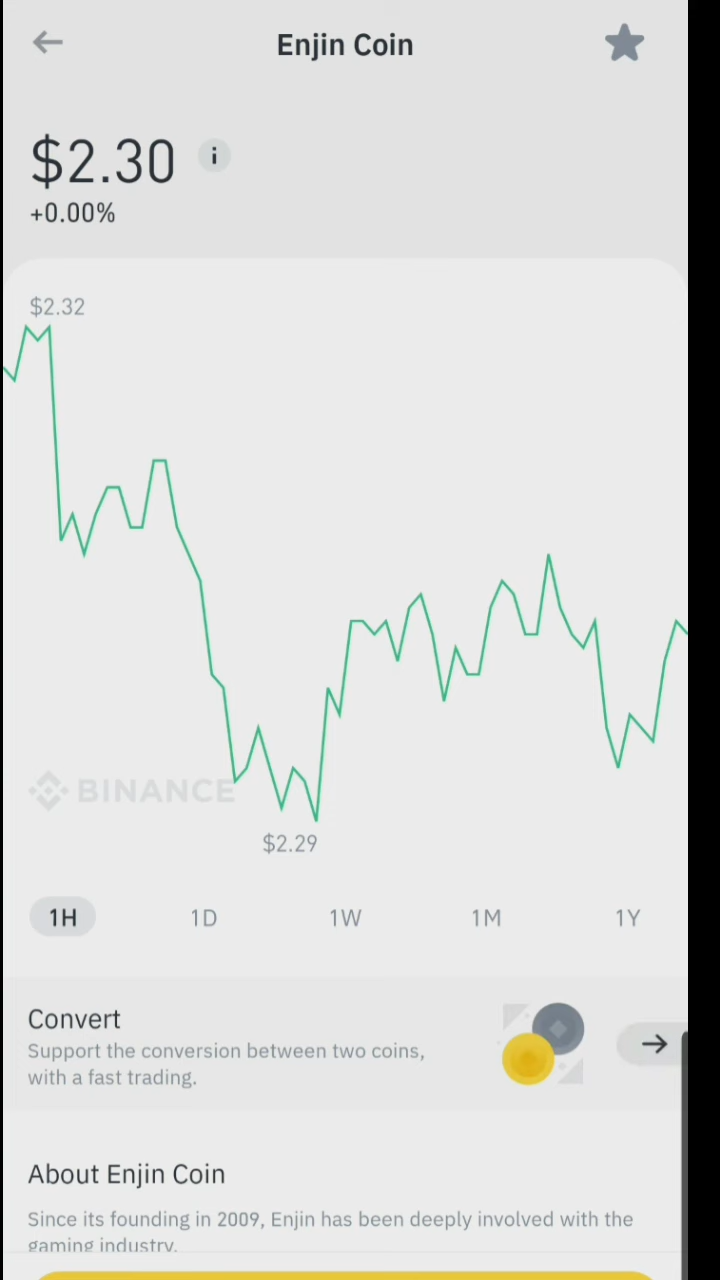 Enjin Coin
$2.30 i
+0.00%
$2.32
BINANCE
$2.29
1H 1D 1W 1M 1Y
Convert
Support the conversion between two coins,
with a fast trading.
About Enjin Coin
Since its founding in 2009, Enjin has been deeply involved with the
gaming industry.